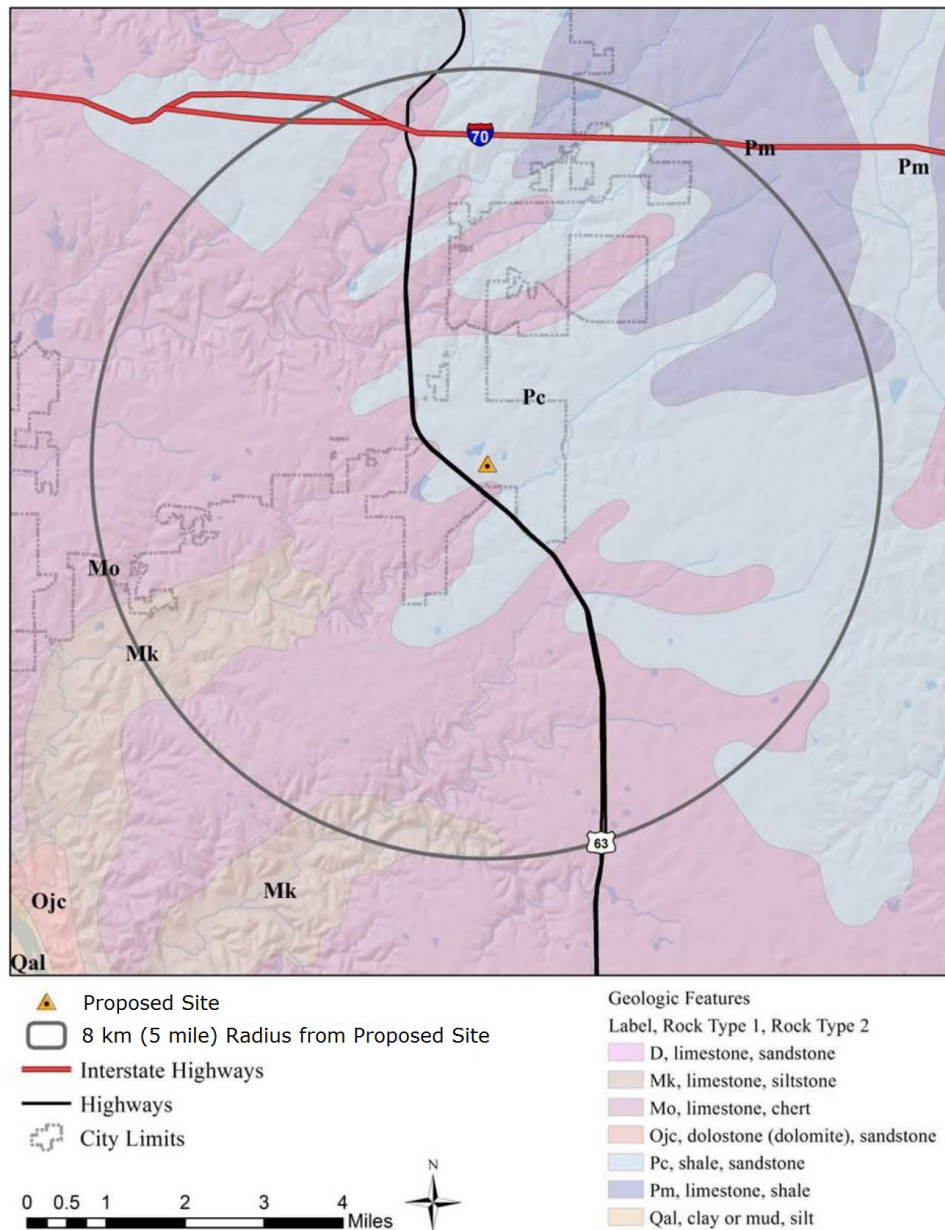 70
Pm
Pm
Pc
Mo
Mk
63
Mk
Ojc
Qal
Proposed Site
8 km (5 mile) Radius from Proposed Site
Interstate Highways
Highways
City Limits
0 0.5 1 2 3 4
Miles
N
Geologic Features
Label, Rock Type 1, Rock Type 2
D, limestone, sandstone
Mk, limestone, siltstone
Mo, limestone, chert
Ojc, dolostone (dolomite), sandstone
Pc, shale, sandstone
Pm, limestone, shale
Qal, clay or mud, silt